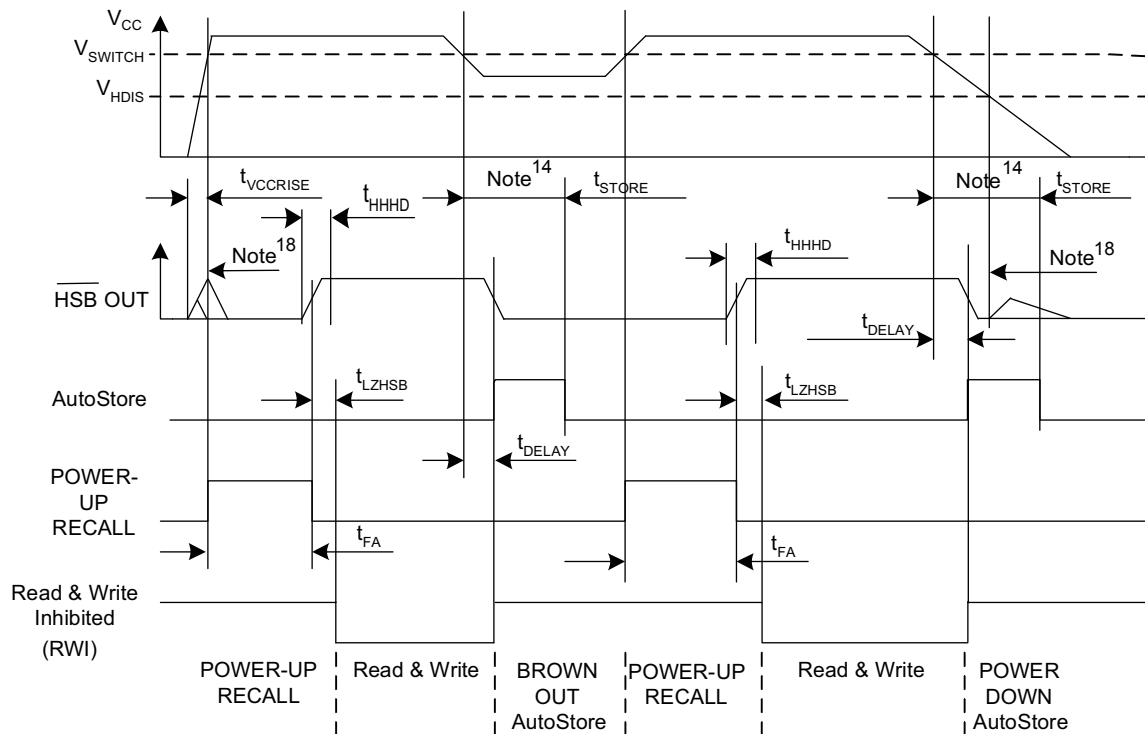 VCC
VSWITCH
VHDIS
tVCCRISE
tHHHD
Note14
tSTORE
Note14
tSTORE
Note18
tHHHD
Note18
HSB OUT
tDELAY
tLZHSB
tLZHSB
AutoStore
tDELAY
POWER-
UP
RECALL
tFA
tFA
Read & Write
Inhibited
(RWI)
POWER-UP
RECALL
Read & Write
BROWN
OUT
AutoStore
POWER-UP
RECALL
Read & Write
POWER
DOWN
AutoStore